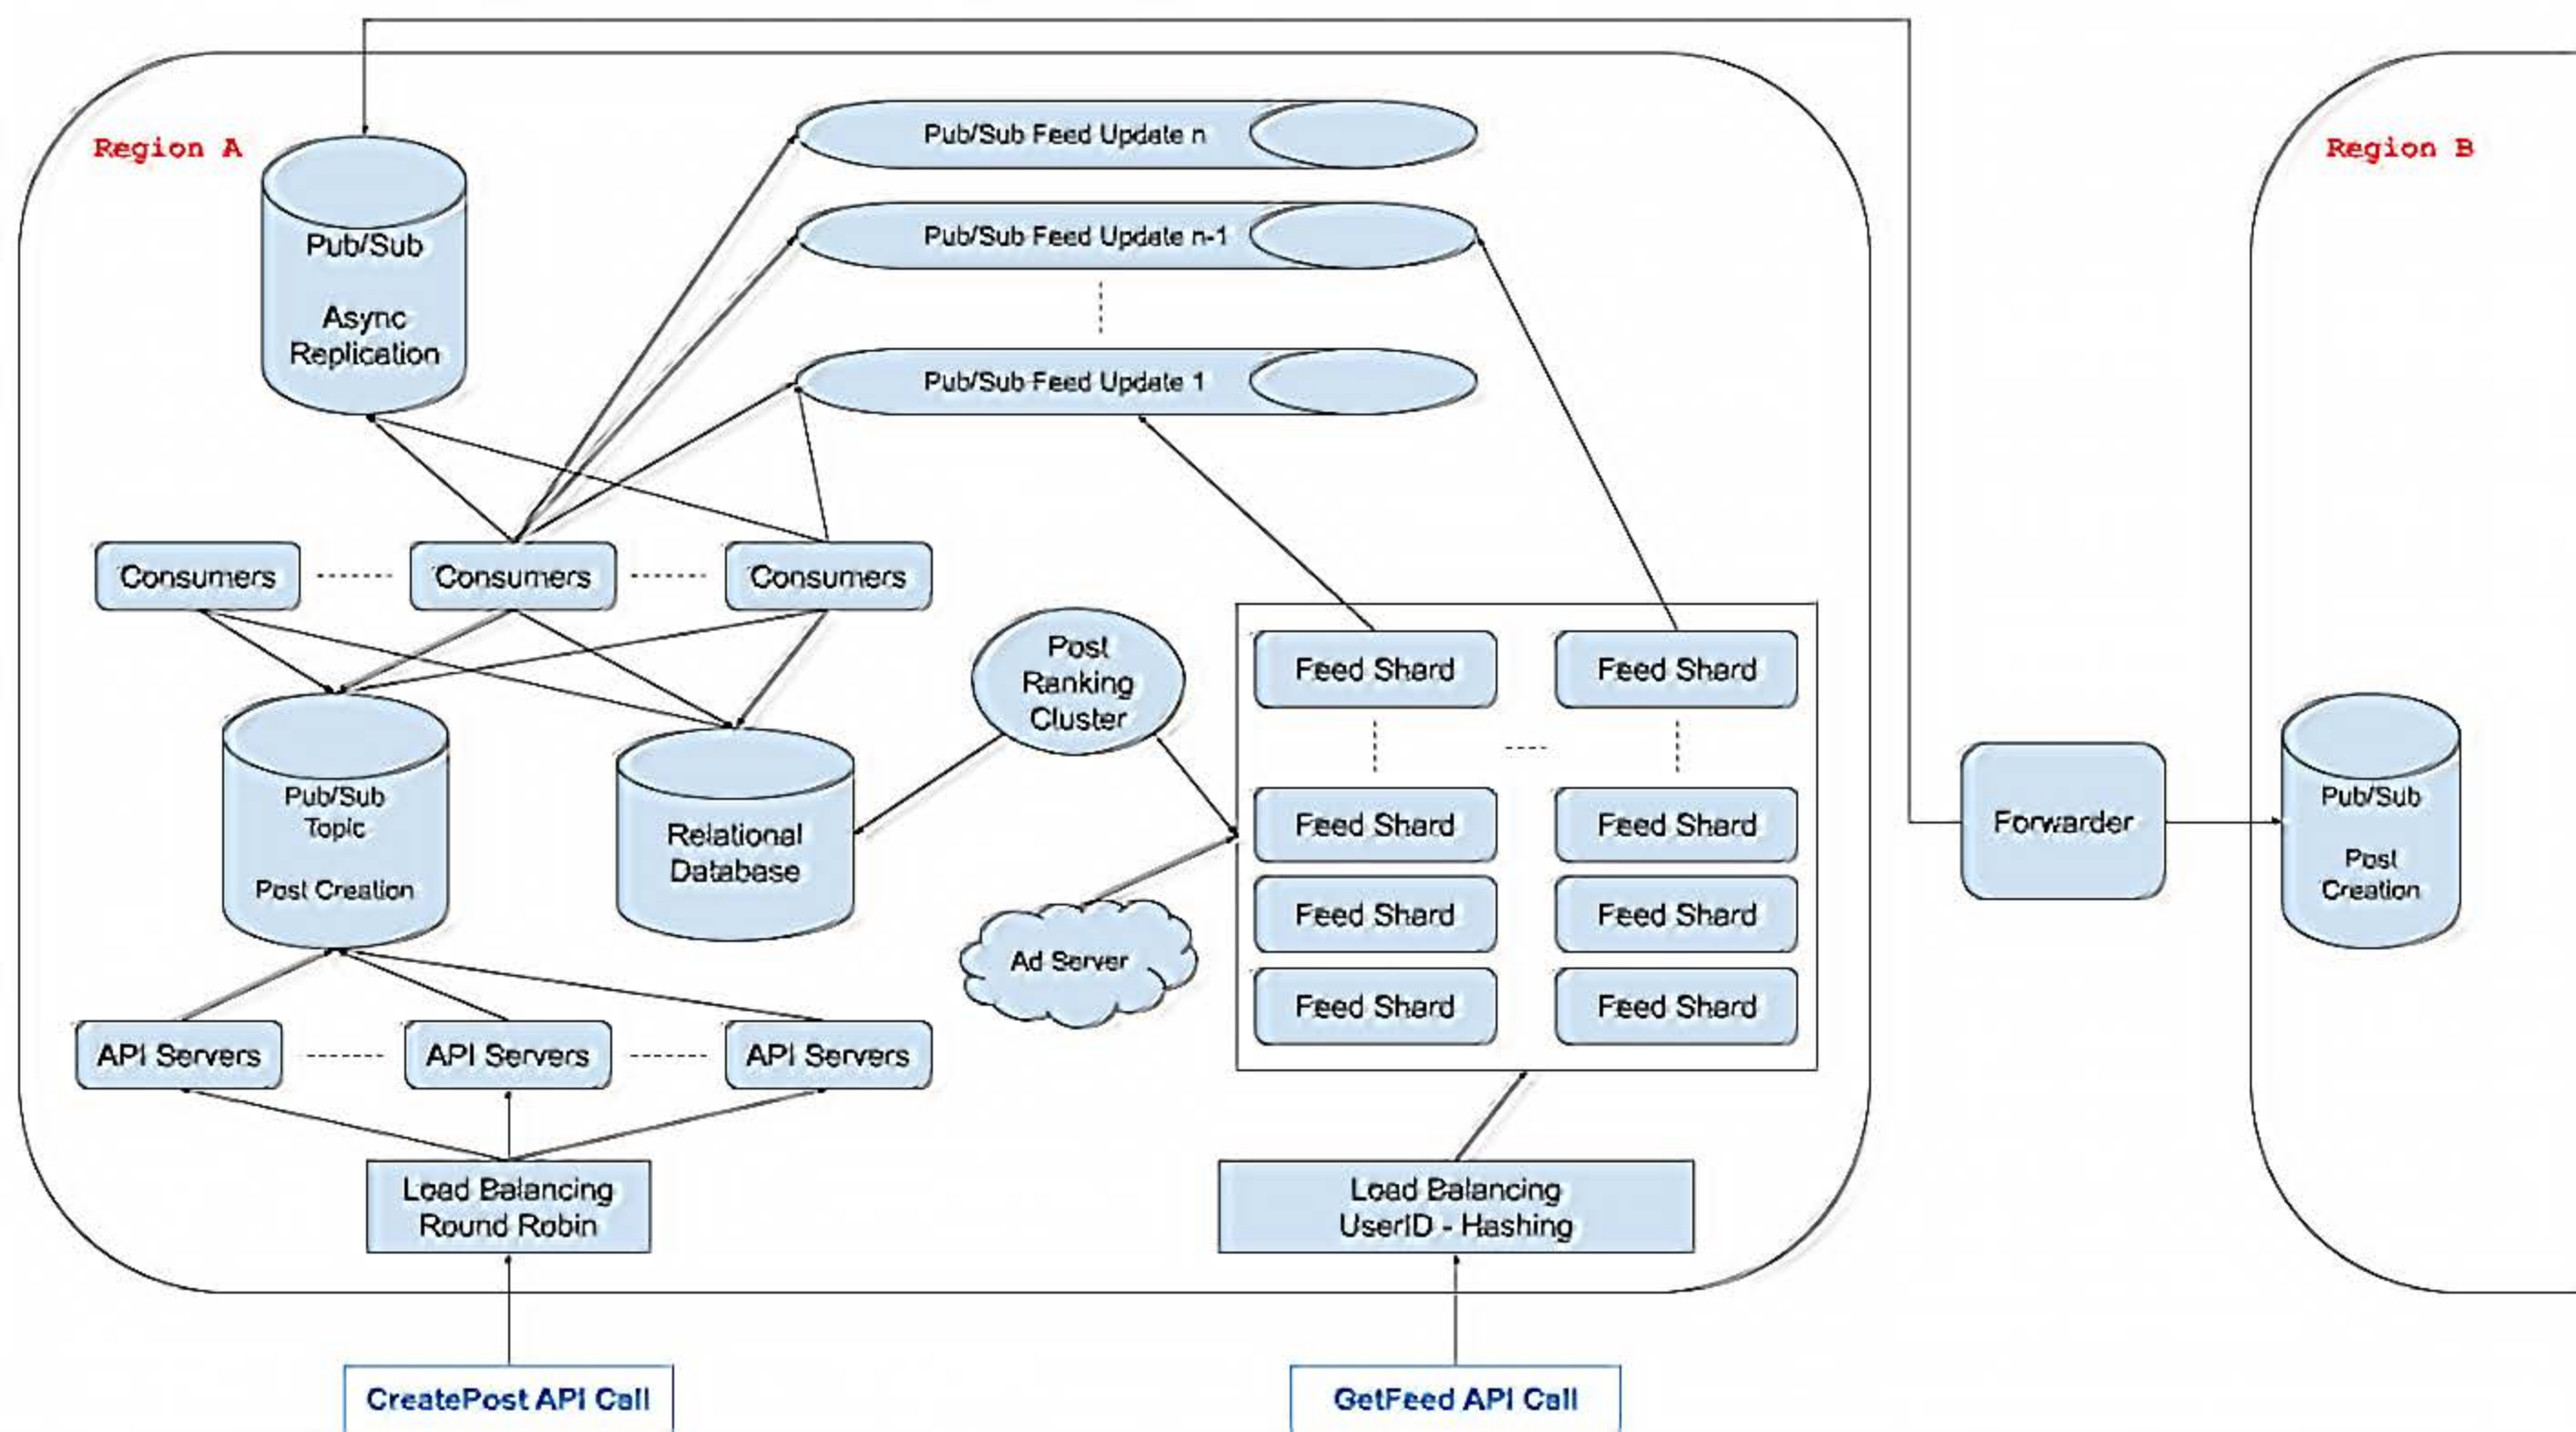 Region A
Region B
Pub/Sub
Async
Replication
Pub/Sub Feed Update n
Pub/Sub Feed Update n-1
Pub/Sub Feed Update 1
Consumers
Consumers
Consumers
Pub/Sub
Topic
Post Creation
Relational
Database
Post
Ranking
Cluster
Ad Server
Feed Shard
Feed Shard
Feed Shard
Feed Shard
Feed Shard
Feed Shard
Feed Shard
Feed Shard
Forwarder
Pub/Sub
Post
Creation
API Servers
API Servers
API Servers
Load Balancing
Round Robin
Load Balancing
UserID - Hashing
CreatePost API Call
GetFeed API Call